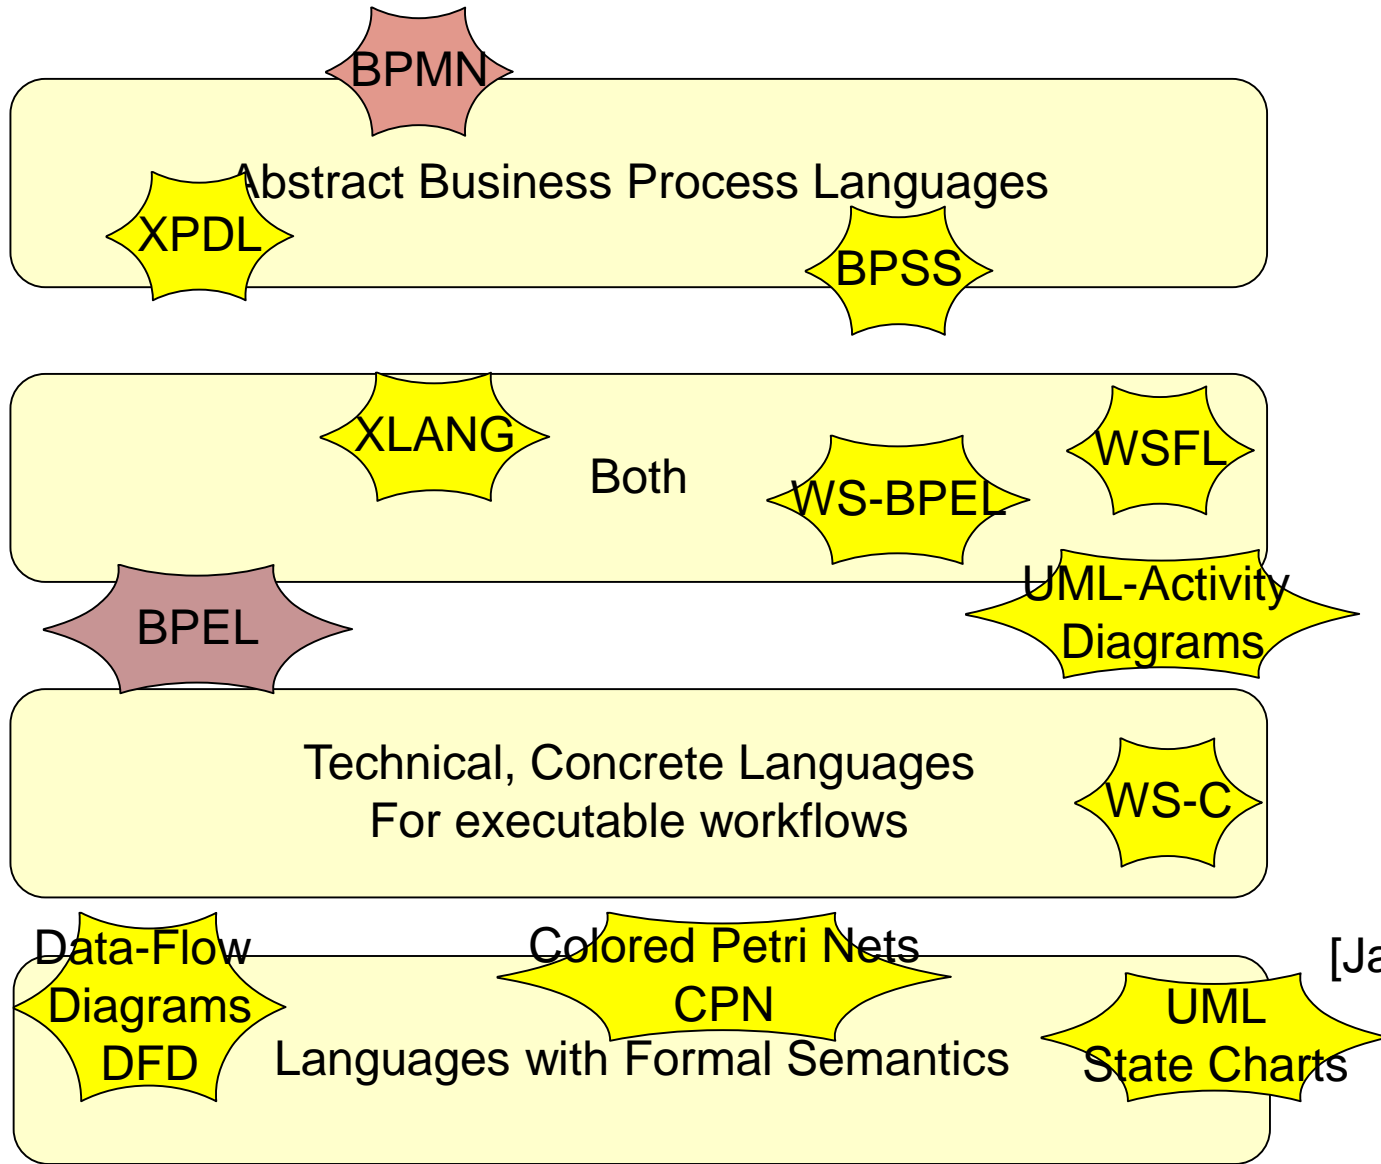 BPMN
Abstract Business Process Languages
XPDL
BPSS
XLANG
WSFL
Both
WS-BPEL
UML-Activity
Diagrams
BPEL
Technical, Concrete Languages
For executable workflows
WS-C
Data-Flow
Diagrams
DFD
Colored Petri Nets
CPN
[Ja
UML
State Charts
Languages with Formal Semantics